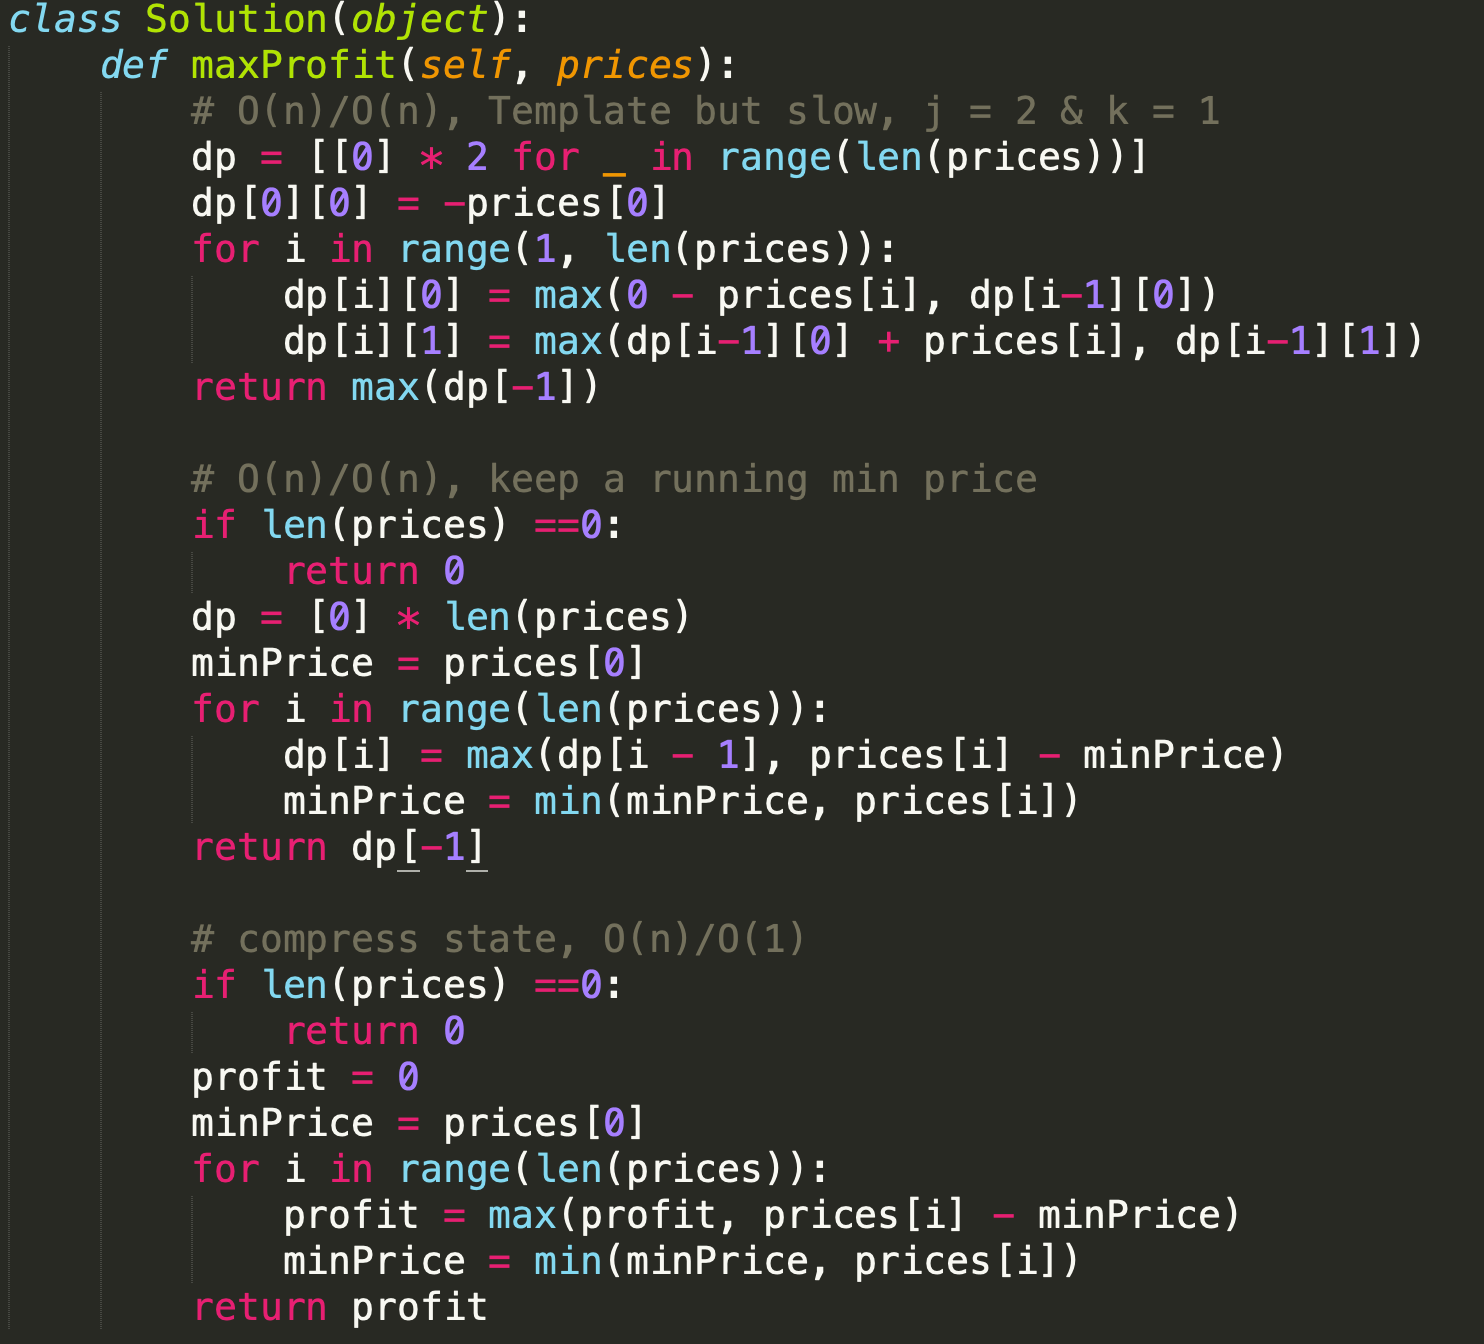 class Solution(object):
    def maxProfit(self, prices):
        # O(n)/O(n), Template but slow, j = 2 & k = 1
        dp = [[0] * 2 for _ in range(len(prices))]
        dp[0][0] = -prices[0]
        for i in range(1, len(prices)):
            dp[i][0] = max(0 - prices[i], dp[i-1][0])
            dp[i][1] = max(dp[i-1][0] + prices[i], dp[i-1][1])
        return max(dp[-1])

        # O(n)/O(n), keep a running min price
        if len(prices) ==0:
            return 0
        dp = [0] * len(prices)
        minPrice = prices[0]
        for i in range(len(prices)):
            dp[i] = max(dp[i - 1], prices[i] - minPrice)
            minPrice = min(minPrice, prices[i])
        return dp[-1]

        # compress state, O(n)/O(1)
        if len(prices) ==0:
            return 0
        profit = 0
        minPrice = prices[0]
        for i in range(len(prices)):
            profit = max(profit, prices[i] - minPrice)
            minPrice = min(minPrice, prices[i])
        return profit